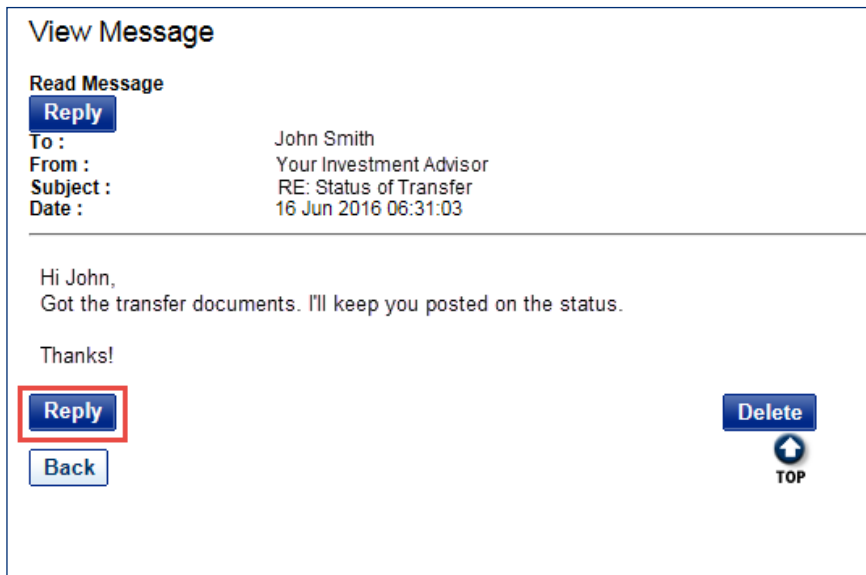 View Message
Read Message
Reply
To : John Smith
From : Your Investment Advisor
Subject : RE: Status of Transfer
Date : 16 Jun 2016 06:31:03
Hi John,
Got the transfer documents. I'll keep you posted on the status.
Thanks!
Reply Delete
Back TOP